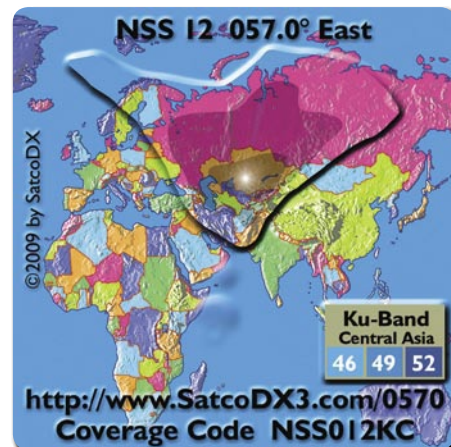 NSS 12 057.0° East
©2009 by SatcoDX
Ku-Band
Central Asia
46 49 52
http://www.SatcoDX3.com/0570
Coverage Code NSS012KC